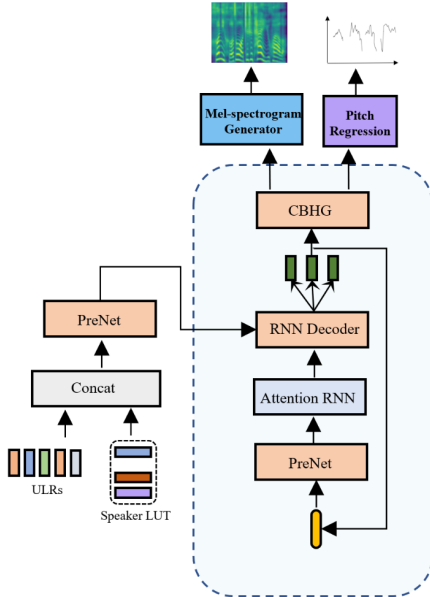 Mel-spectrogram
Generator
Pitch
Regression
CBHG
PreNet
RNN Decoder
Concat
Attention RNN
PreNet
ULRs
Speaker LUT